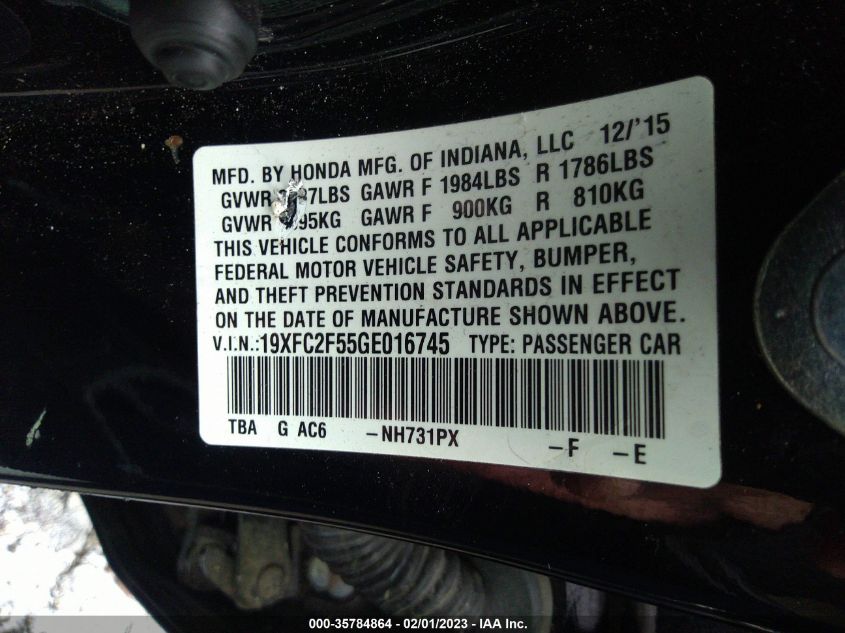 MFD. BY HONDA MFG. OF INDIANA, LLC 12/'15
GVWR GAWR F 1984LBS R 1786LBS
GVWR GAWR F 900KG R 810KG
THIS VEHICLE CONFORMS TO ALL APPLICABLE
FEDERAL MOTOR VEHICLE SAFETY, BUMPER,
AND THEFT PREVENTION STANDARDS IN EFFECT
ON THE DATE OF MANUFACTURE SHOWN ABOVE.
V.I.N.:19XFC2F55GE016745 TYPE: PASSENGER CAR
TBA G AC6 -NH731PX -F -E
000-35784864 / 02/01/2023 - IAA Inc.